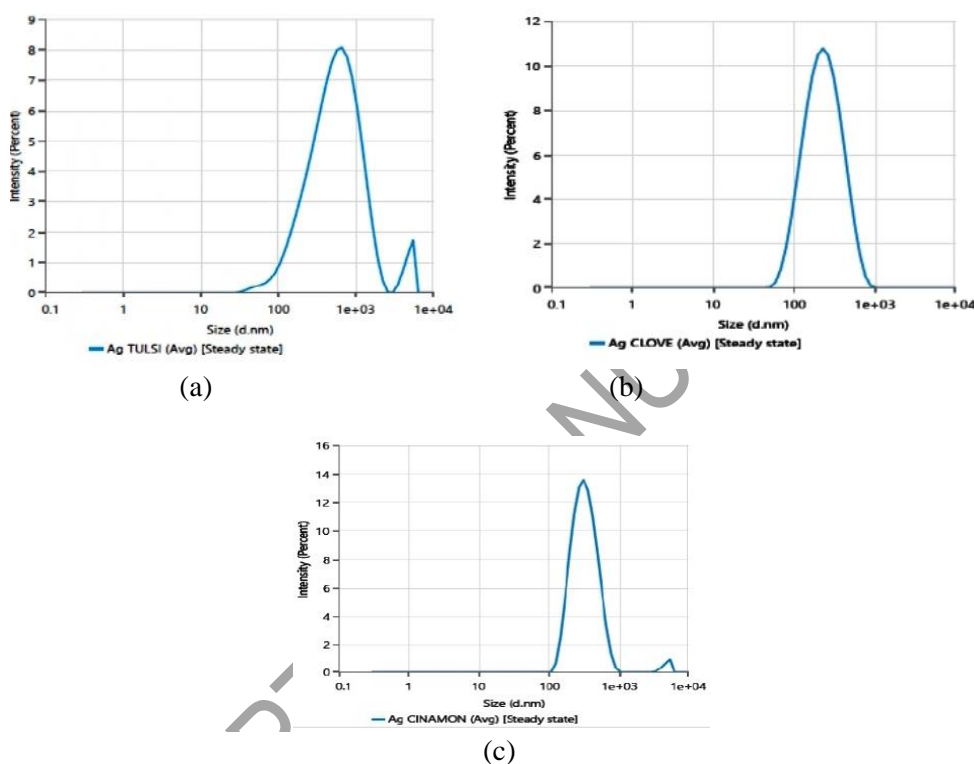 9
8
7
6
5
4
3
2
1
0
Intensity (Percent)
0.1 1 10 100 1e+03 1e+04
Size (d.nm)
Ag TULSI (Avg) [Steady state]
(a)
12
10
8
6
4
2
0
Intensity (Percent)
0.1 1 10 100 1e+03 1e+04
Size (d.nm)
Ag CLOVE (Avg) [Steady state]
(b)
16
14
12
10
8
6
4
2
0
Intensity (Percent)
0.1 1 10 100 1e+03 1e+04
Size (d.nm)
Ag CINAMON (Avg) [Steady state]
(c)